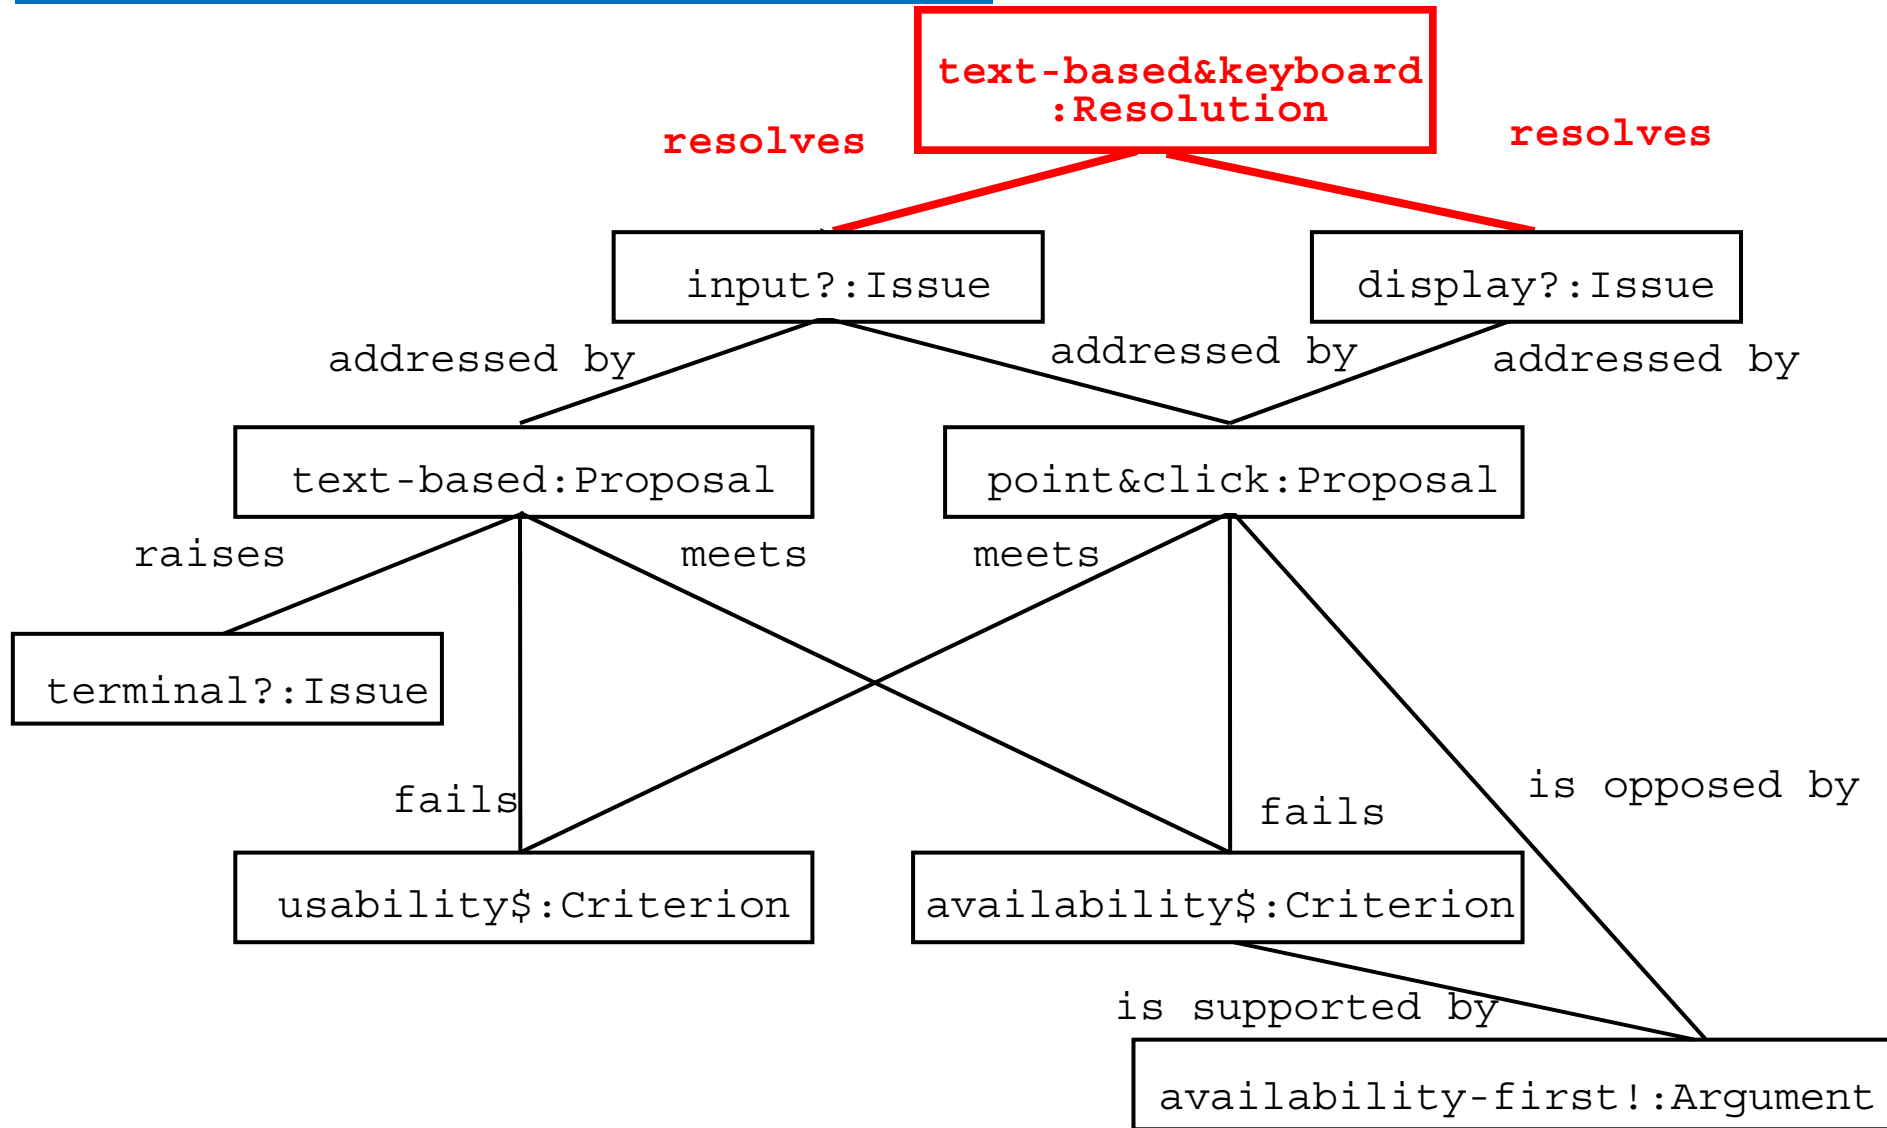 text-based&keyboard
:Resolution
resolves
resolves
input?:Issue
display?:Issue
addressed by
addressed by
addressed by
text-based:Proposal
point&click:Proposal
raises
meets
meets
terminal?:Issue
fails
fails
is opposed by
usability$:Criterion
availability$:Criterion
is supported by
availability-first!:Argument